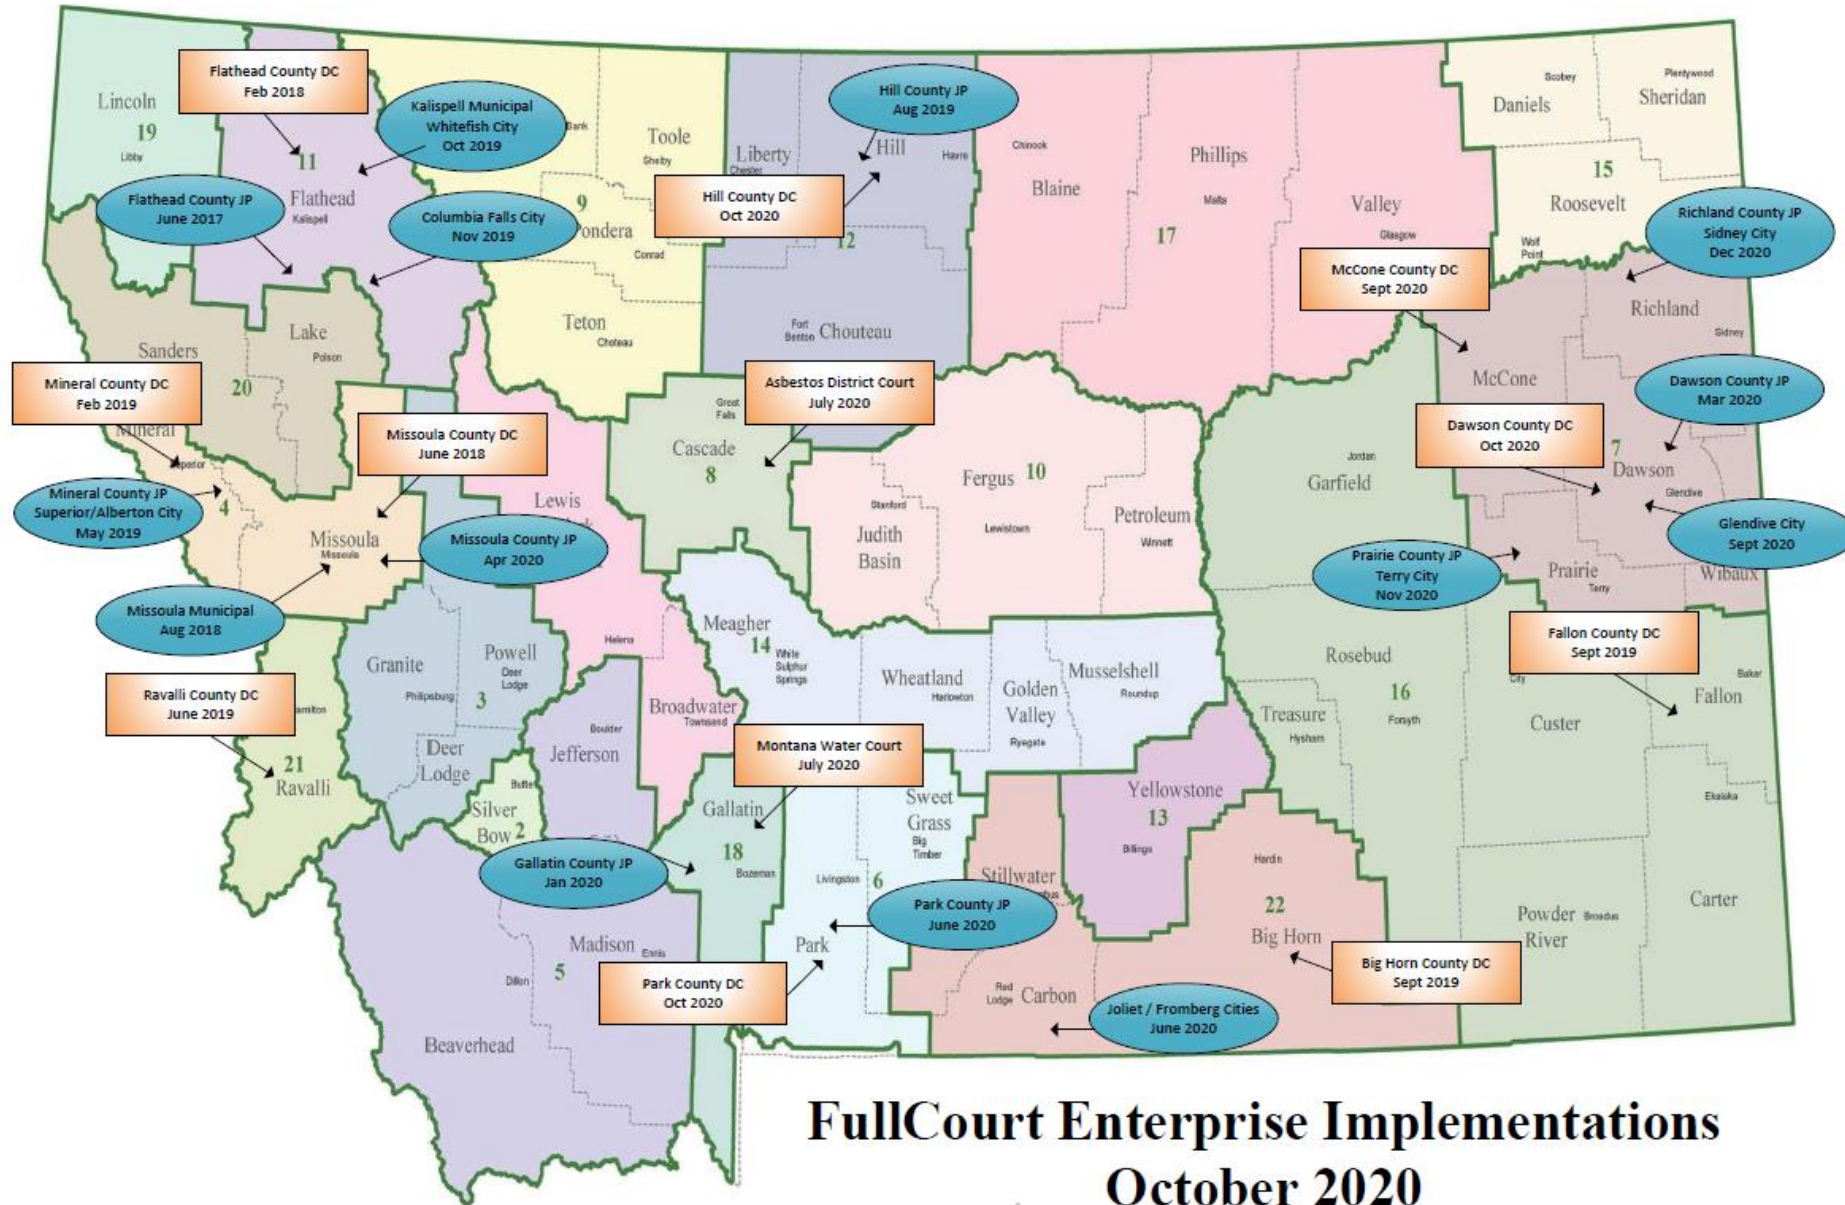 Flathead County DC
Feb 2018
Kalispell Municipal
Whitefish City
Oct 2019
Hill County JP
Aug 2019
Lincoln
19
Libby
11
Flathead
Kalispell
Flathead County JP
June 2017
Columbia Falls City
Nov 2019
Bank
Toole
Shelby
9
Pondera
Conrad
Teton
Choteau
Liberty
Chester
Hill
Havre
Hill County DC
Oct 2020
12
Fort
Benton
Chouteau
Chinook
Blaine
Phillips
Malta
17
Valley
Glasgow
Scobey
Daniels
Plentywood
Sheridan
15
Roosevelt
Wolf
Point
Richland County JP
Sidney City
Dec 2020
McCone County DC
Sept 2020
Richland
Sidney
McCone
Dawson County JP
Mar 2020
Dawson County DC
Oct 2020
7
Dawson
Glendive
Glendive City
Sept 2020
Prairie County JP
Terry City
Nov 2020
Prairie
Terry
Wibaux
Sanders
20
Lake
Polson
Mineral County DC
Feb 2019
Mineral
Superior
Mineral County JP
Superior/Alberton City
May 2019
4
Missoula County DC
June 2018
Missoula
Missoula
Missoula County JP
Apr 2020
Missoula Municipal
Aug 2018
Lewis
Helena
Asbestos District Court
July 2020
Great
Falls
Cascade
8
Fergus
10
Stanford
Judith
Basin
Lewistown
Petroleum
Winnett
Jordan
Garfield
Ravalli County DC
June 2019
amilton
21
Ravalli
Granite
Philipsburg
Powell
Deer
Lodge
3
Deer
Lodge
Silver
Bow
2
Butte
Boulder
Jefferson
Broadwater
Townsend
Meagher
14
White
Sulphur
Springs
Wheatland
Harlowton
Golden
Valley
Ryegate
Musselshell
Roundup
Rosebud
16
Forsyth
Treasure
Hysham
City
Custer
Fallon County DC
Sept 2019
Baker
Fallon
Ekalaka
Carter
Powder
River
Broadus
Montana Water Court
July 2020
Gallatin
18
Bozeman
Gallatin County JP
Jan 2020
Livingston
6
Sweet
Grass
Big
Timber
Park
Park County JP
June 2020
Park County DC
Oct 2020
Stillwater
bus
Yellowstone
13
Billings
Hardin
22
Big Horn
Big Horn County DC
Sept 2019
Red
Lodge
Carbon
Joliet / Fromberg Cities
June 2020
Madison
Ennis
5
Dillon
Beaverhead
FullCourt Enterprise Implementations
October 2020